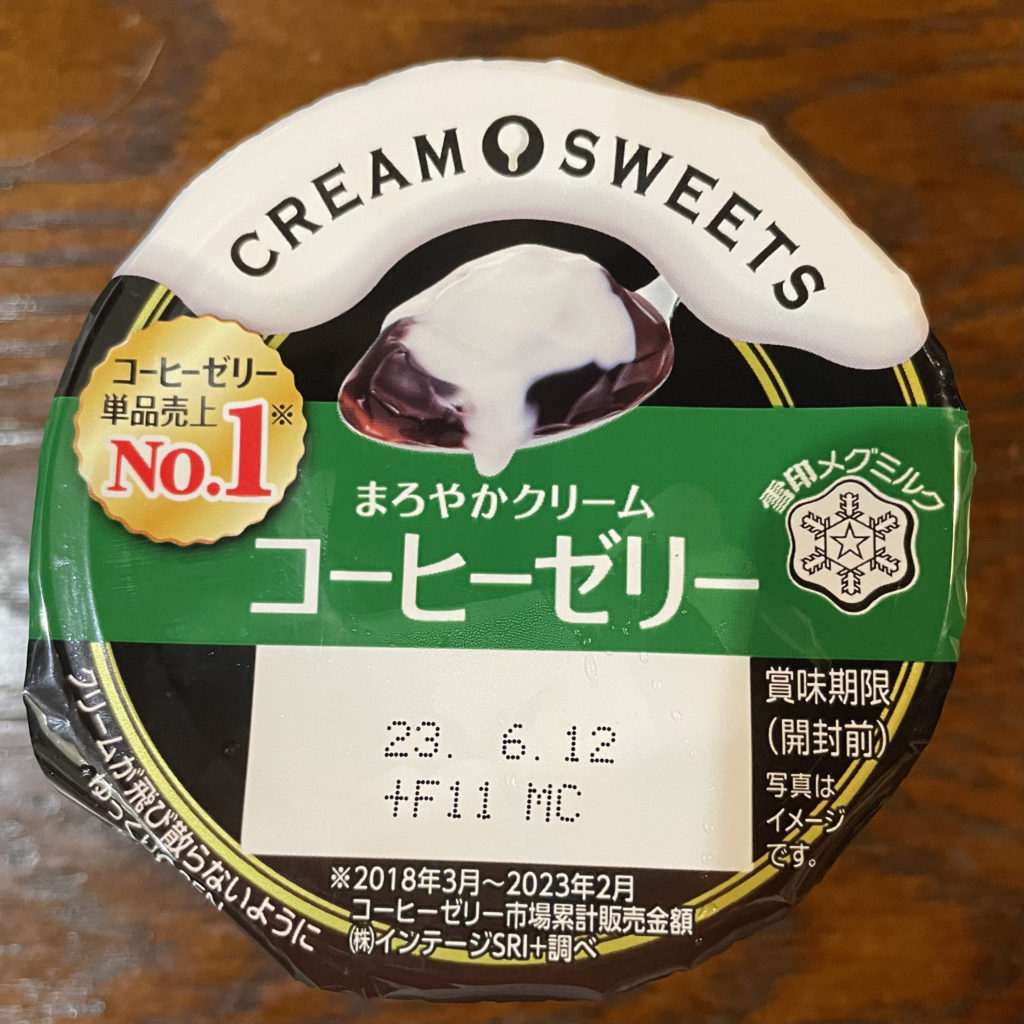 CREAM SWEETS
コーヒーゼリー
単品売上
No.1※
まろやかクリーム
コーヒーゼリー
雪印メグミルク
賞味期限
(開封前)
写真は
イメージ
です。
23. 6.12
+F11 MC
※2018年3月～2023年2月
コーヒーゼリー市場累計販売金額
㈱インテージSRI+調べ
クリームが飛び散らないように
ゆっくり
OPEN